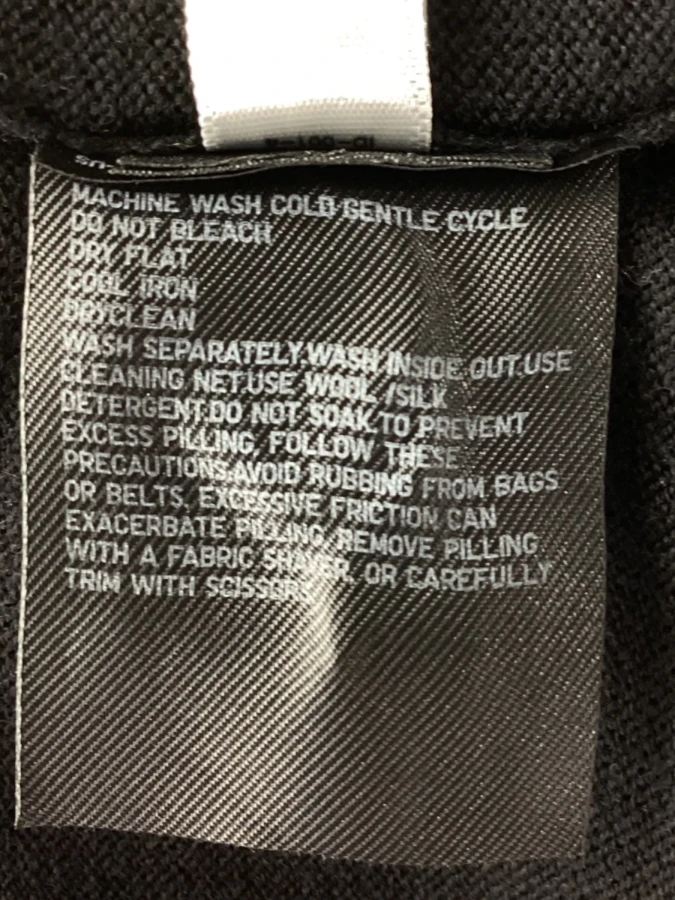 MACHINE WASH COLD GENTLE CYCLE
DO NOT BLEACH
DRY FLAT
COOL IRON
DRYCLEAN
WASH SEPARATELY.WASH INSIDE OUT.USE
CLEANING NET.USE WOOL /SILK
DETERGENT.DO NOT SOAK.TO PREVENT
EXCESS PILLING, FOLLOW THESE
PRECAUTIONS.AVOID RUBBING FROM BAGS
OR BELTS. EXCESSIVE FRICTION CAN
EXACERBATE PILLING. REMOVE PILLING
WITH A FABRIC SHAVER, OR CAREFULLY
TRIM WITH SCISSORS.